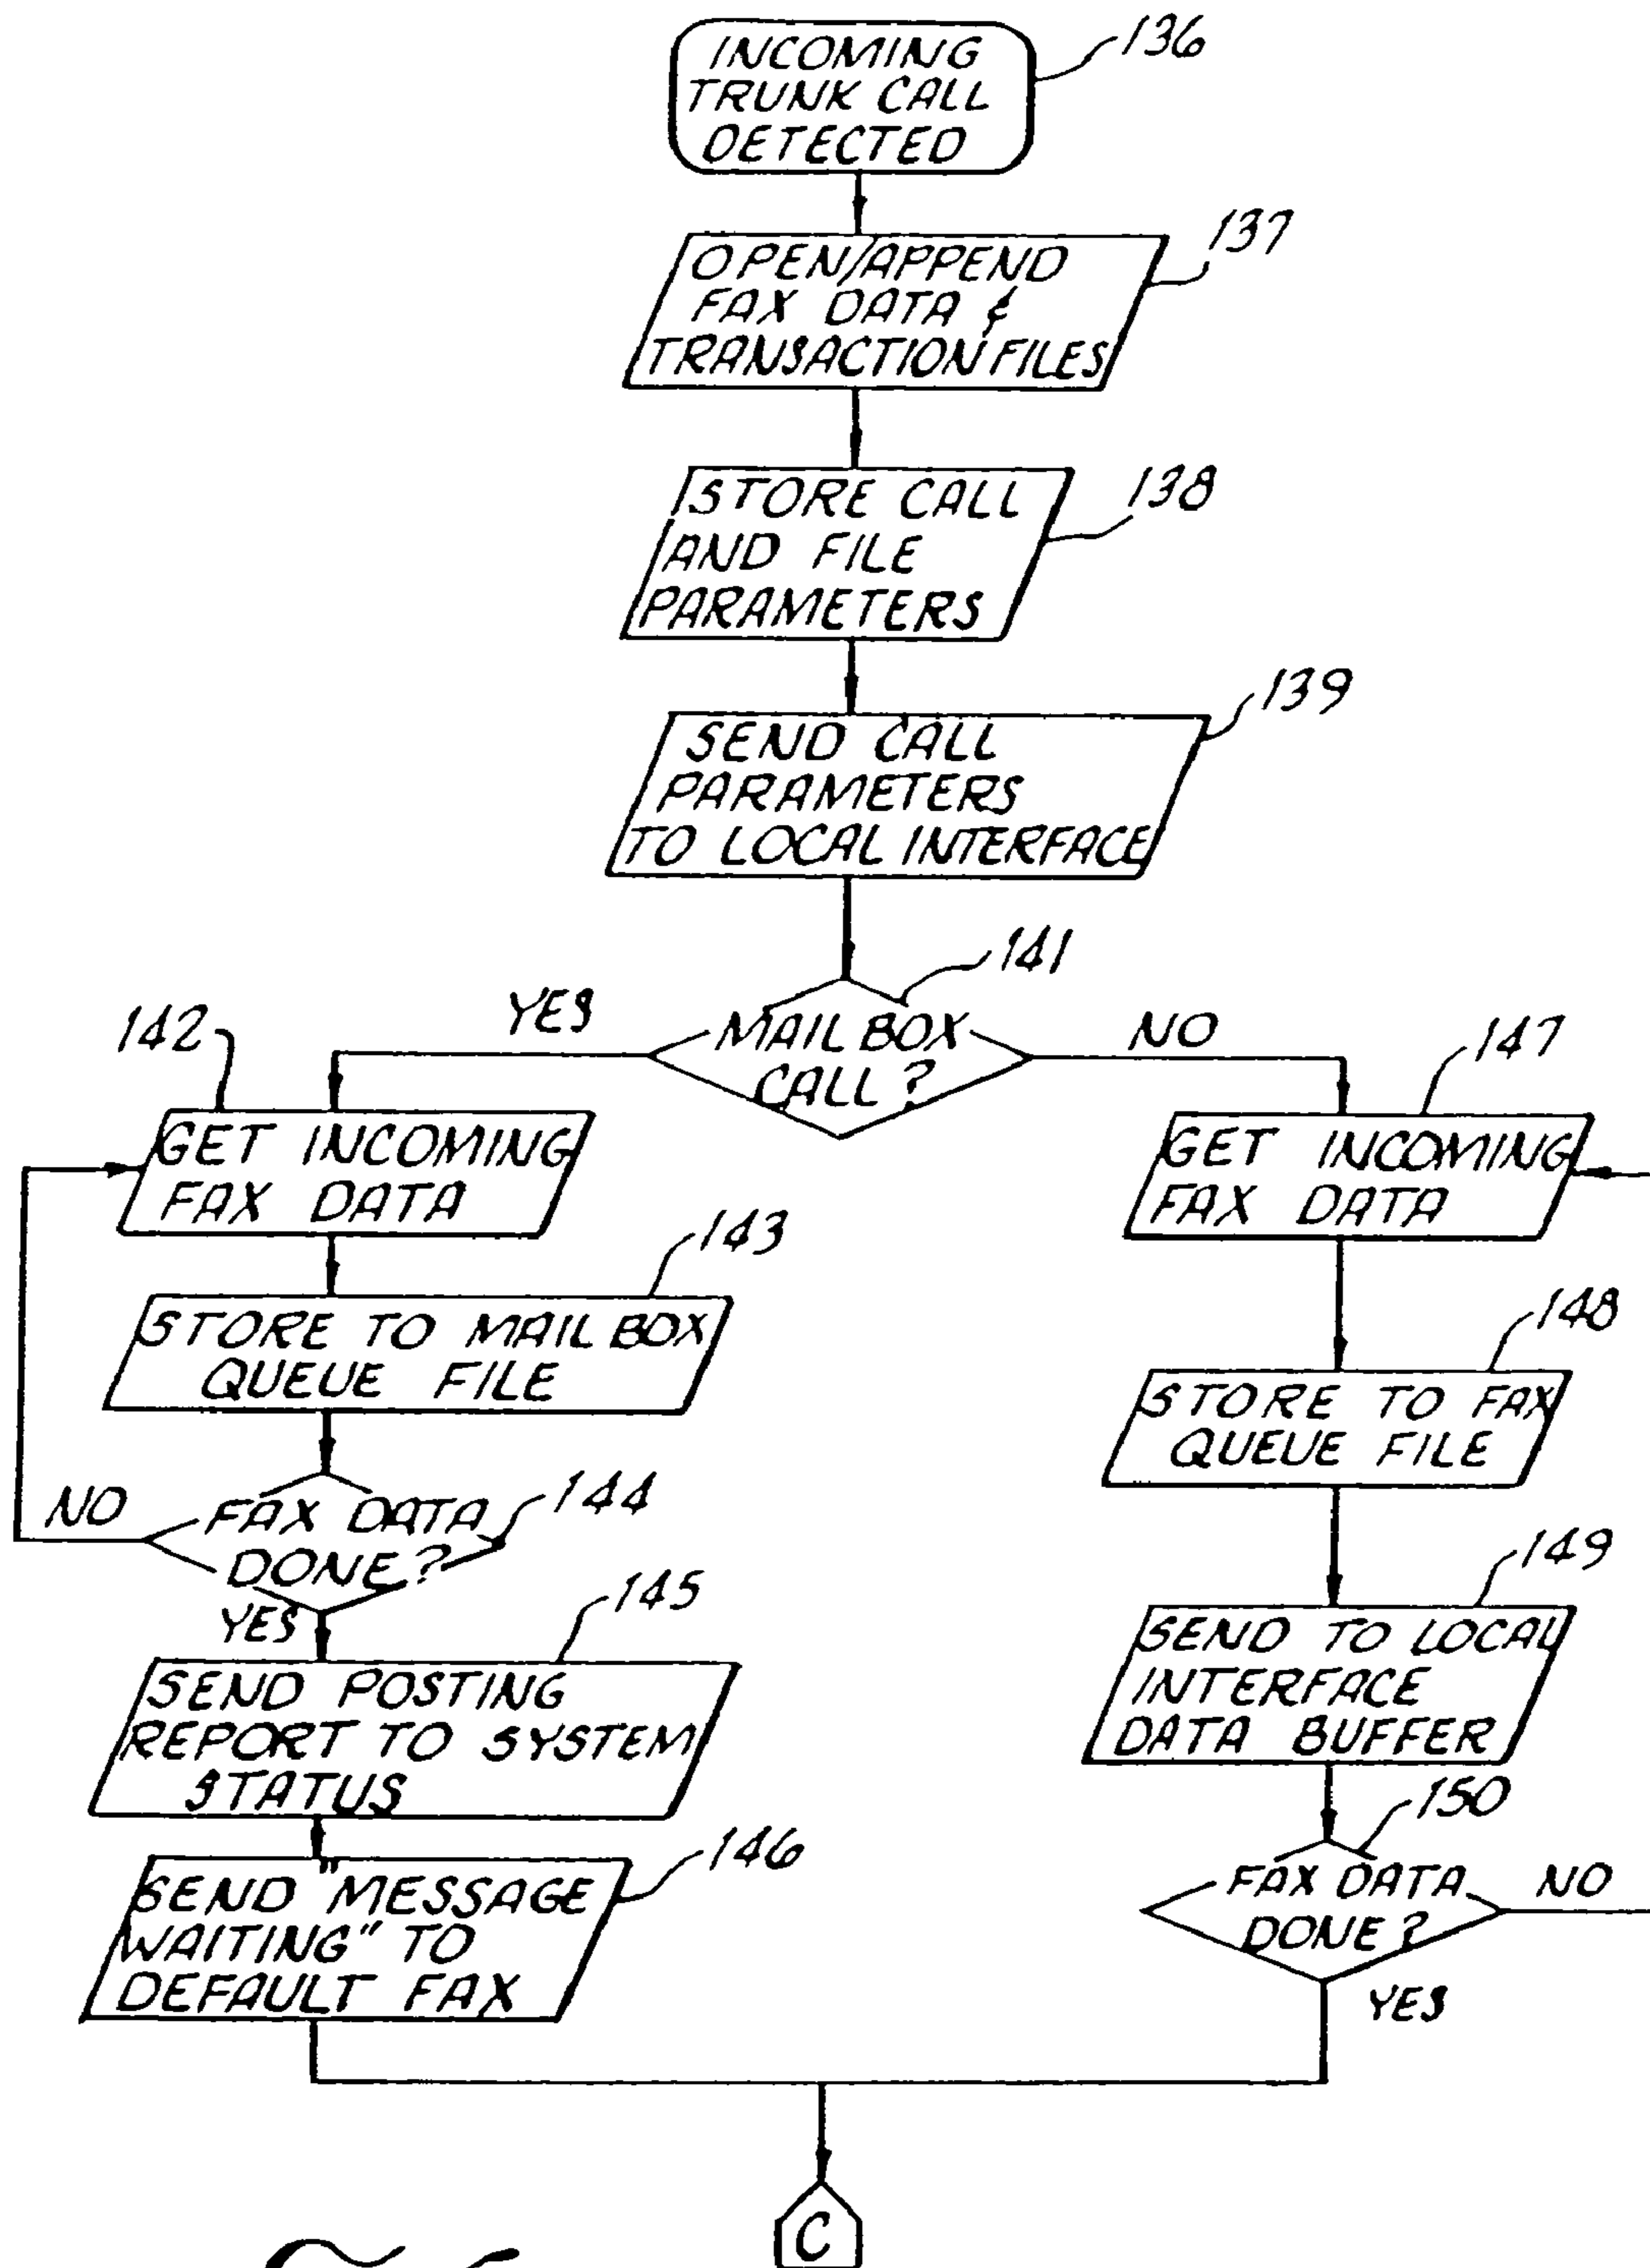 INCOMING
TRUNK CALL
DETECTED
136
OPEN/APPEND
FAX DATA &
TRANSACTION FILES
137
STORE CALL
AND FILE
PARAMETERS
138
SEND CALL
PARAMETERS
TO LOCAL INTERFACE
139
MAIL BOX
CALL?
141
YES
NO
142
GET INCOMING
FAX DATA
143
STORE TO MAIL BOX
QUEUE FILE
144
FAX DATA
DONE?
NO
YES
145
SEND POSTING
REPORT TO SYSTEM
STATUS
146
SEND "MESSAGE
WAITING" TO
DEFAULT FAX
147
GET INCOMING
FAX DATA
148
STORE TO FAX
QUEUE FILE
149
SEND TO LOCAL
INTERFACE
DATA BUFFER
150
FAX DATA
DONE?
NO
YES
C